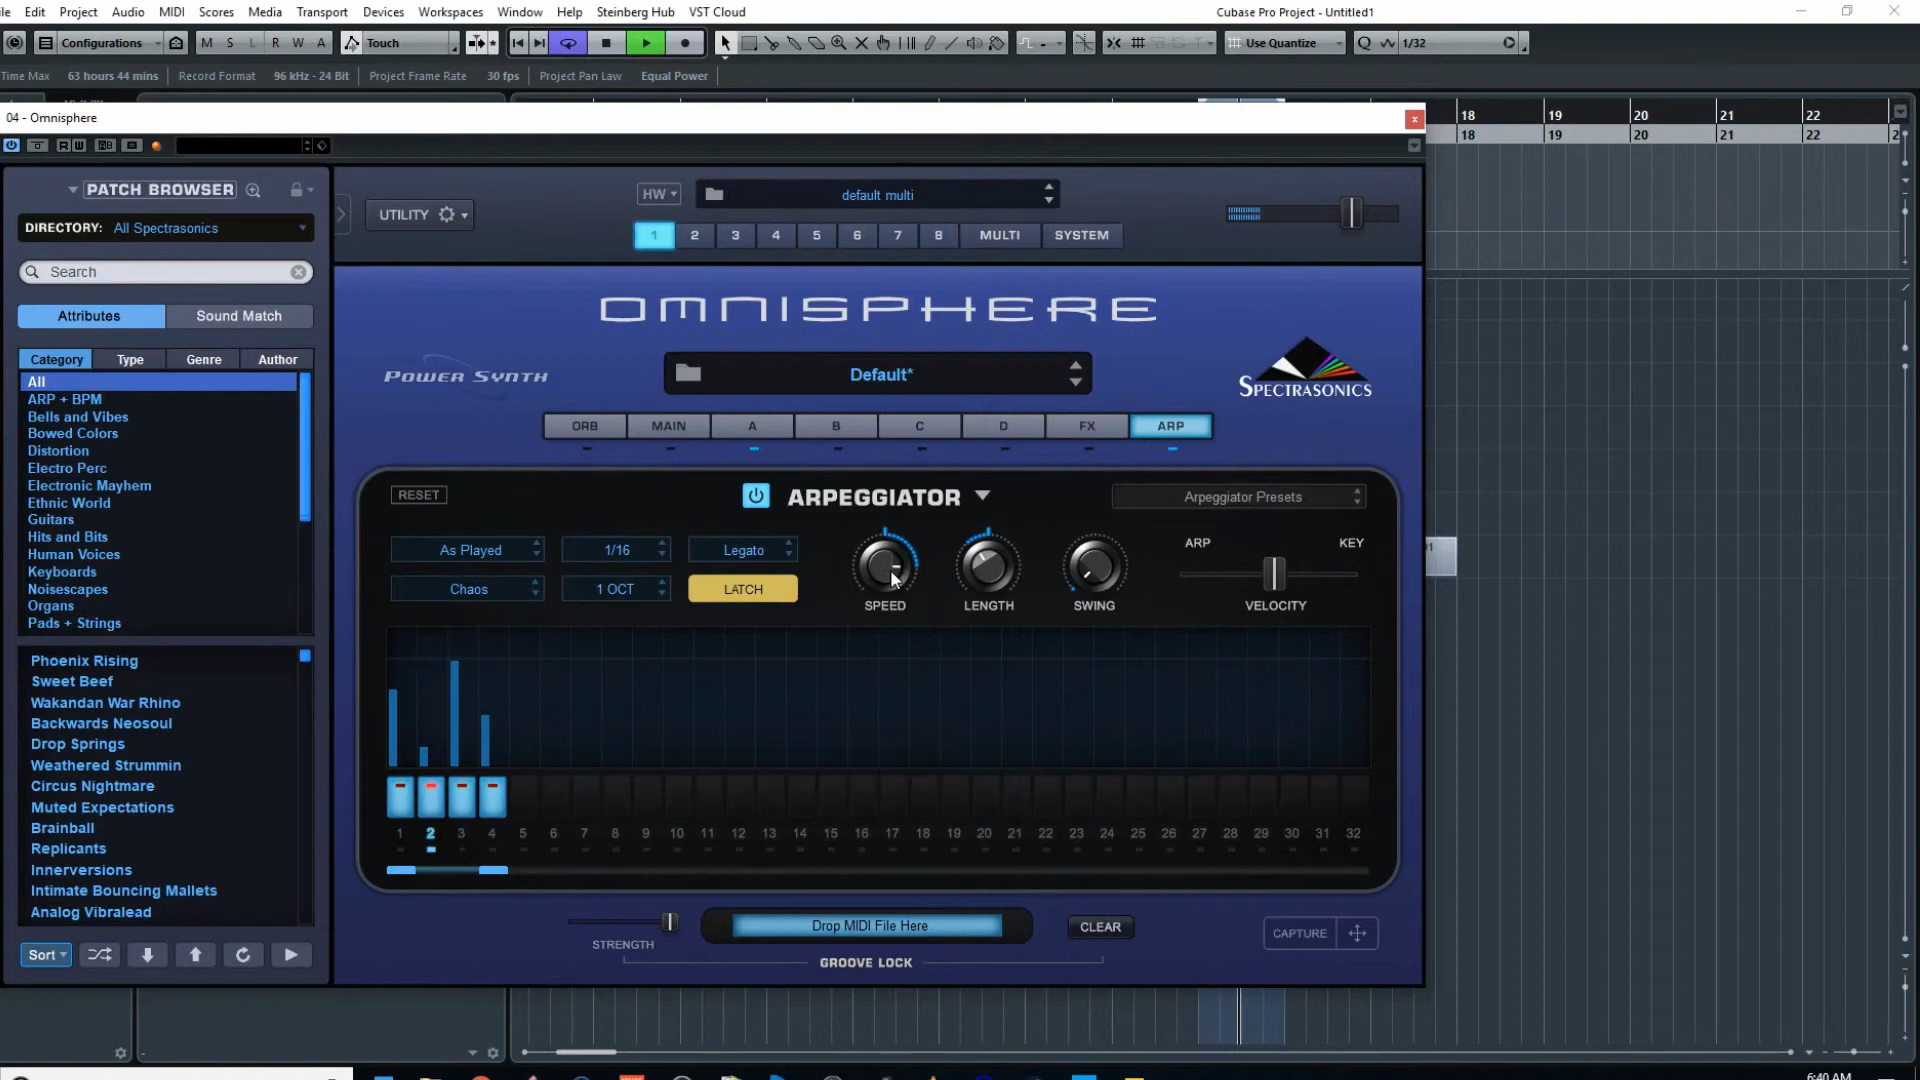 Edit Project Audio MIDI Scores Media Transport Devices Workspaces Window Help Steinberg Hub VST Cloud
Cubase Pro Project - Untitled1
Configurations M S L R W A Touch Use Quantize Q 1/32
Time Max 63 hours 44 mins Record Format 96 kHz - 24 Bit Project Frame Rate 30 fps Project Pan Law Equal Power
04 - Omnisphere
18 19 20 21 22
18 19 20 21 22
R W
PATCH BROWSER
UTILITY
HW
default multi
DIRECTORY: All Spectrasonics
1 2 3 4 5 6 7 8 MULTI SYSTEM
Search
OMNISPHERE
Attributes Sound Match
Category Type Genre Author
POWER SYNTH
Default*
SPECTRASONICS
All
ARP + BPM
Bells and Vibes
Bowed Colors
Distortion
Electro Perc
Electronic Mayhem
Ethnic World
Guitars
Hits and Bits
Human Voices
Keyboards
Noisescapes
Organs
Pads + Strings
ORB MAIN A B C D FX ARP
RESET
ARPEGGIATOR
Arpeggiator Presets
As Played 1/16 Legato
ARP KEY
Chaos 1 OCT LATCH
SPEED LENGTH SWING VELOCITY
Phoenix Rising
Sweet Beef
Wakandan War Rhino
Backwards Neosoul
Drop Springs
Weathered Strummin
Circus Nightmare
Muted Expectations
Brainball
Replicants
Innerversions
Intimate Bouncing Mallets
Analog Vibralead
1 2 3 4 5 6 7 8 9 10 11 12 13 14 15 16 17 18 19 20 21 22 23 24 25 26 27 28 29 30 31 32
Sort
STRENGTH
Drop MIDI File Here
CLEAR
CAPTURE
GROOVE LOCK
6:40 AM